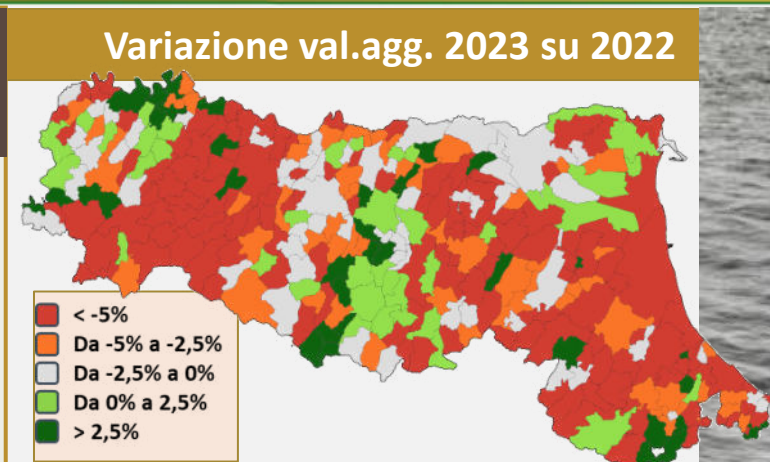 Variazione val.agg. 2023 su 2022
< -5%
Da -5% a -2,5%
Da -2,5% a 0%
Da 0% a 2,5%
> 2,5%